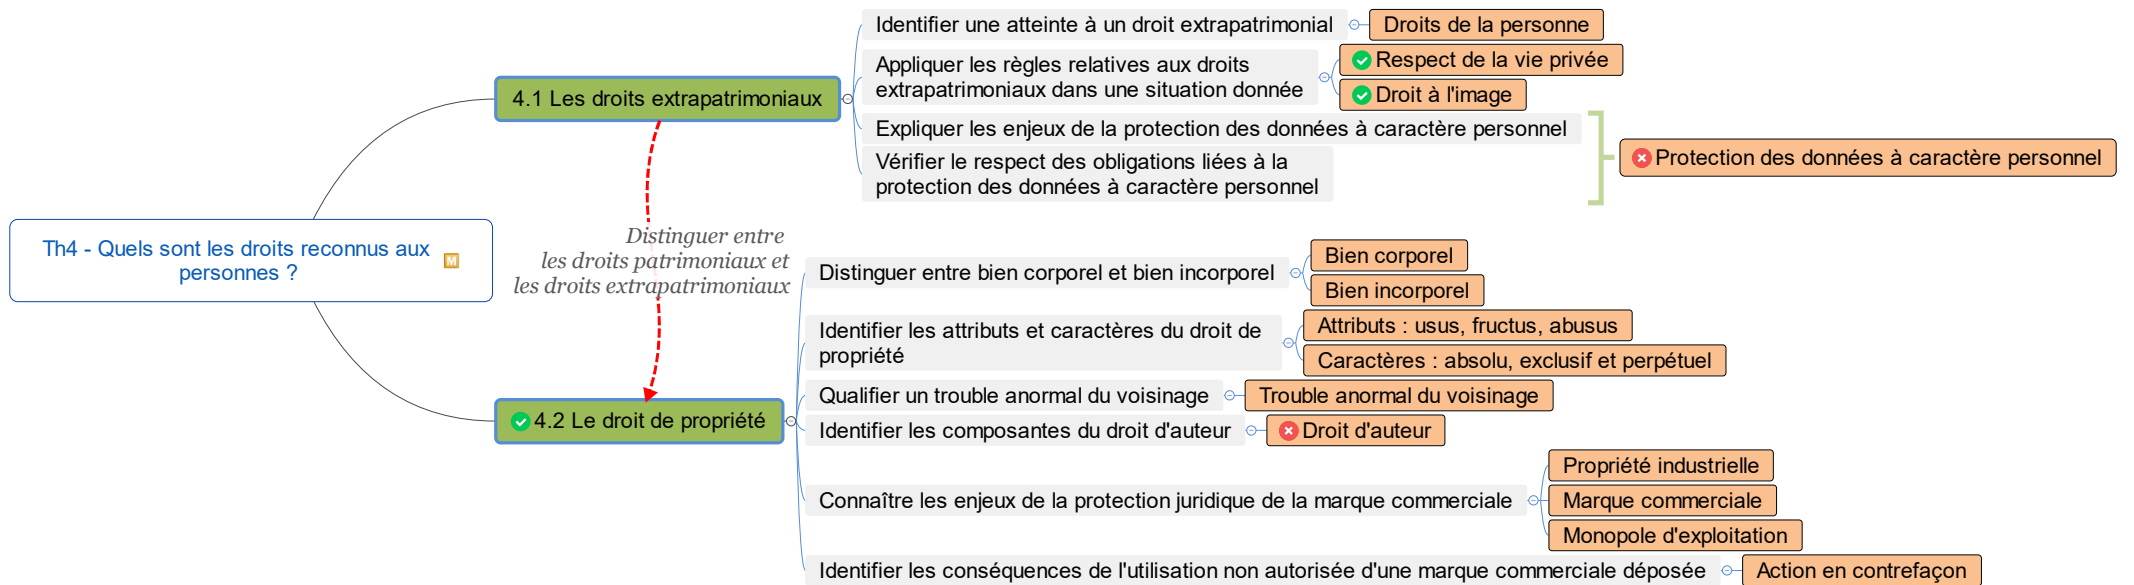 Th4 - Quels sont les droits reconnus aux
personnes ?
M
4.1 Les droits extrapatrimoniaux
Identifier une atteinte à un droit extrapatrimonial
Droits de la personne
Appliquer les règles relatives aux droits
extrapatrimoniaux dans une situation donnée
Respect de la vie privée
Droit à l'image
Expliquer les enjeux de la protection des données à caractère personnel
Vérifier le respect des obligations liées à la
protection des données à caractère personnel
Protection des données à caractère personnel
Distinguer entre
les droits patrimoniaux et
les droits extrapatrimoniaux
4.2 Le droit de propriété
Distinguer entre bien corporel et bien incorporel
Bien corporel
Bien incorporel
Identifier les attributs et caractères du droit de
propriété
Attributs : usus, fructus, abusus
Caractères : absolu, exclusif et perpétuel
Qualifier un trouble anormal du voisinage
Trouble anormal du voisinage
Identifier les composantes du droit d'auteur
Droit d'auteur
Connaître les enjeux de la protection juridique de la marque commerciale
Propriété industrielle
Marque commerciale
Monopole d'exploitation
Identifier les conséquences de l'utilisation non autorisée d'une marque commerciale déposée
Action en contrefaçon